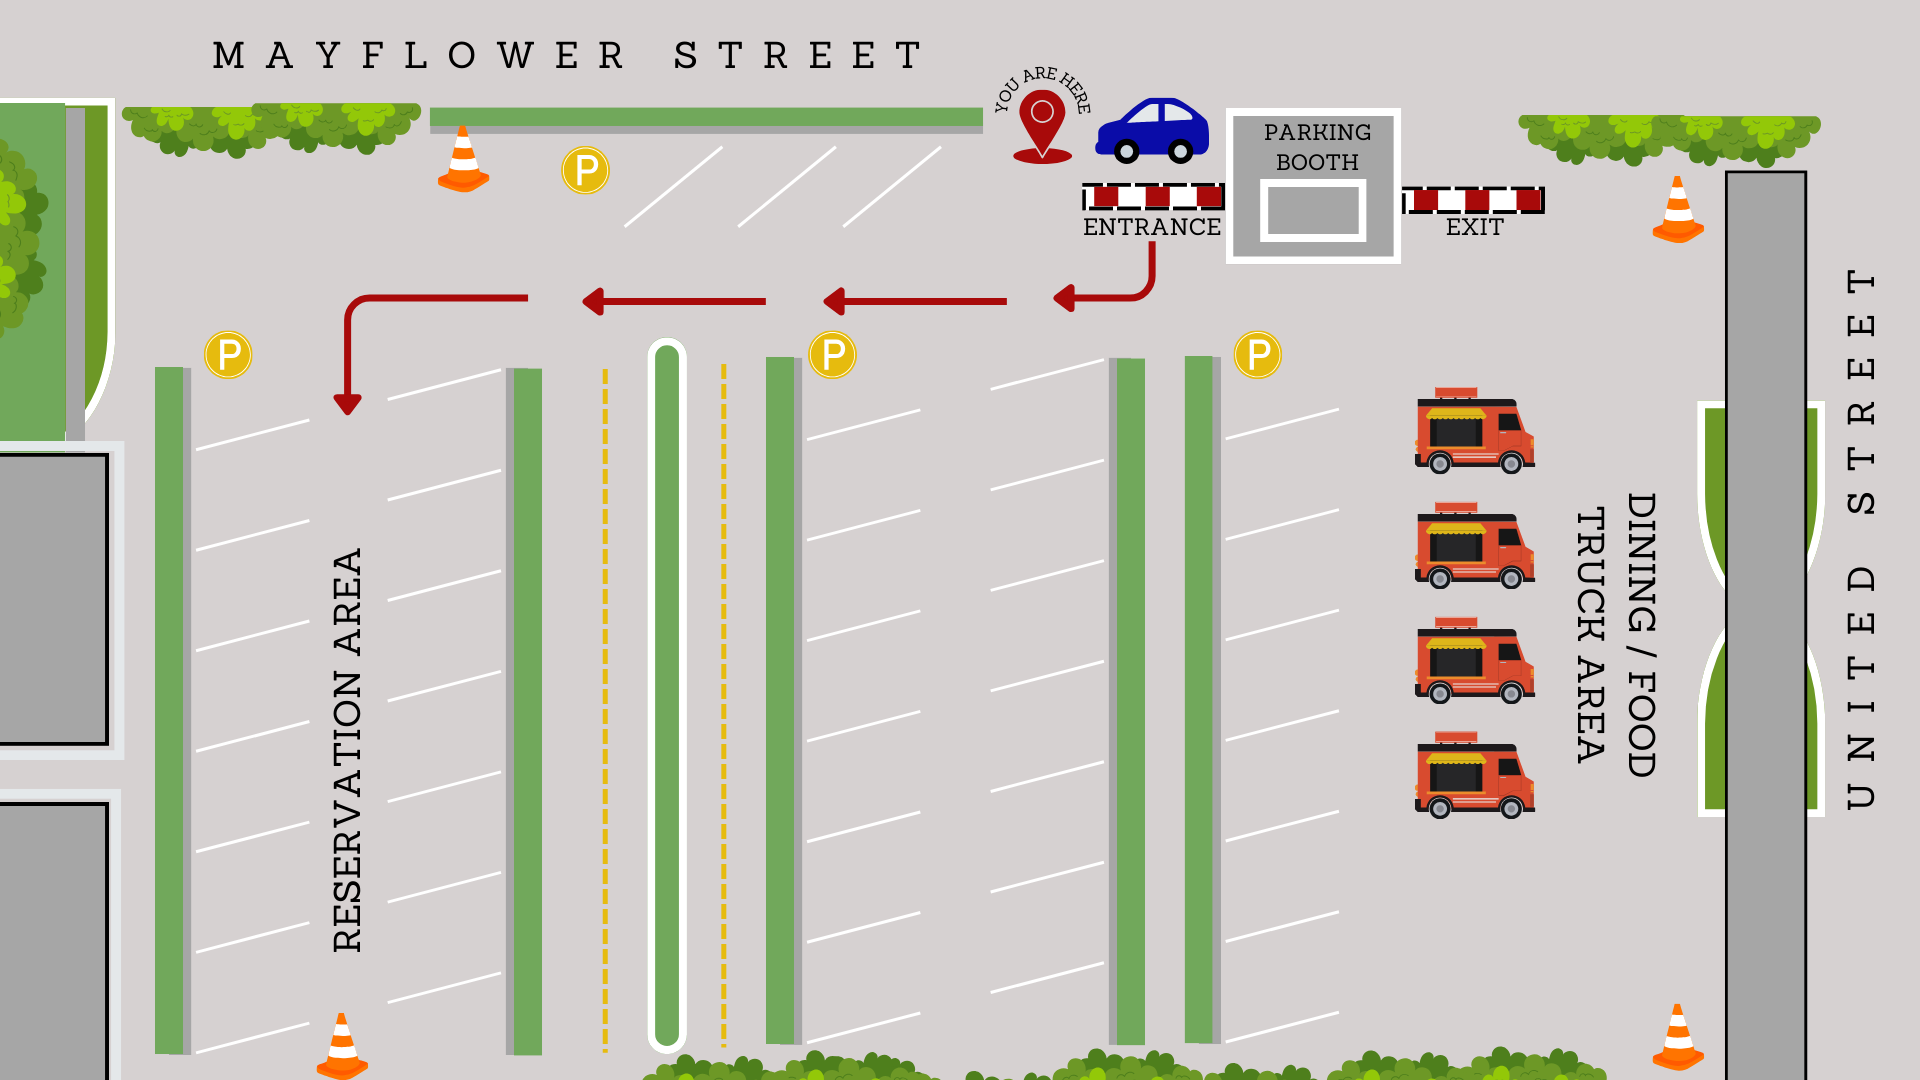 MAYFLOWER STREET
YOU ARE HERE
PARKING
BOOTH
P
ENTRANCE
EXIT
P
P
P
RESERVATION AREA
DINING / FOOD
TRUCK AREA
UNITED STREET